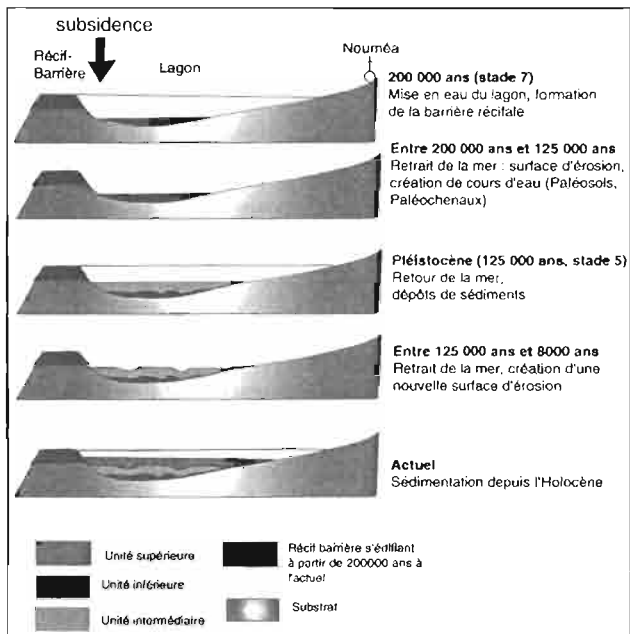 subsidence
Récif-
Barrière
Lagon
Nouméa
200 000 ans (stade 7)
Mise en eau du lagon, formation
de la barrière récifale
Entre 200 000 ans et 125 000 ans
Retrait de la mer : surface d'érosion,
création de cours d'eau (Paléosols,
Paléochenaux)
Pléistocène (125 000 ans, stade 5)
Retour de la mer,
dépôts de sédiments
Entre 125 000 ans et 8000 ans
Retrait de la mer, création d'une
nouvelle surface d'érosion
Actuel
Sédimentation depuis l'Holocène
Unité supérieure
Unité inférieure
Unité intermédiaire
Récif barrière s'édifiant
à partir de 200000 ans à
l'actuel
Substrat